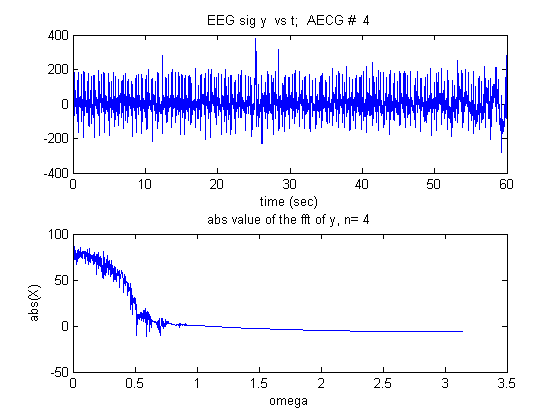 EEG sig y vs t; AECG # 4
400
200
0
-200
-400
0 10 20 30 40 50 60
time (sec)
abs value of the fft of y, n= 4
100
50
0
-50
abs(X)
0 0.5 1 1.5 2 2.5 3 3.5
omega